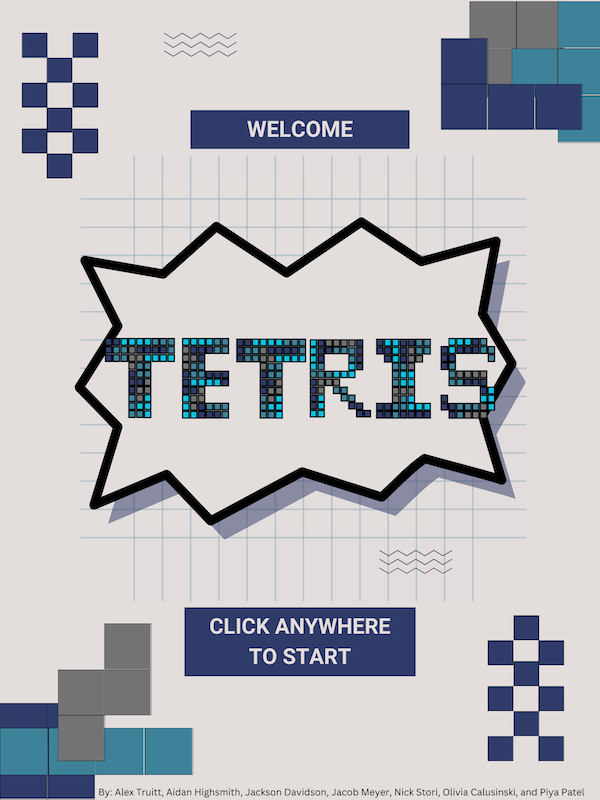 WELCOME
TETRIS
CLICK ANYWHERE
TO START
By: Alex Truitt, Aidan Highsmith, Jackson Davidson, Jacob Meyer, Nick Stori, Olivia Calusinski, and Piya Patel